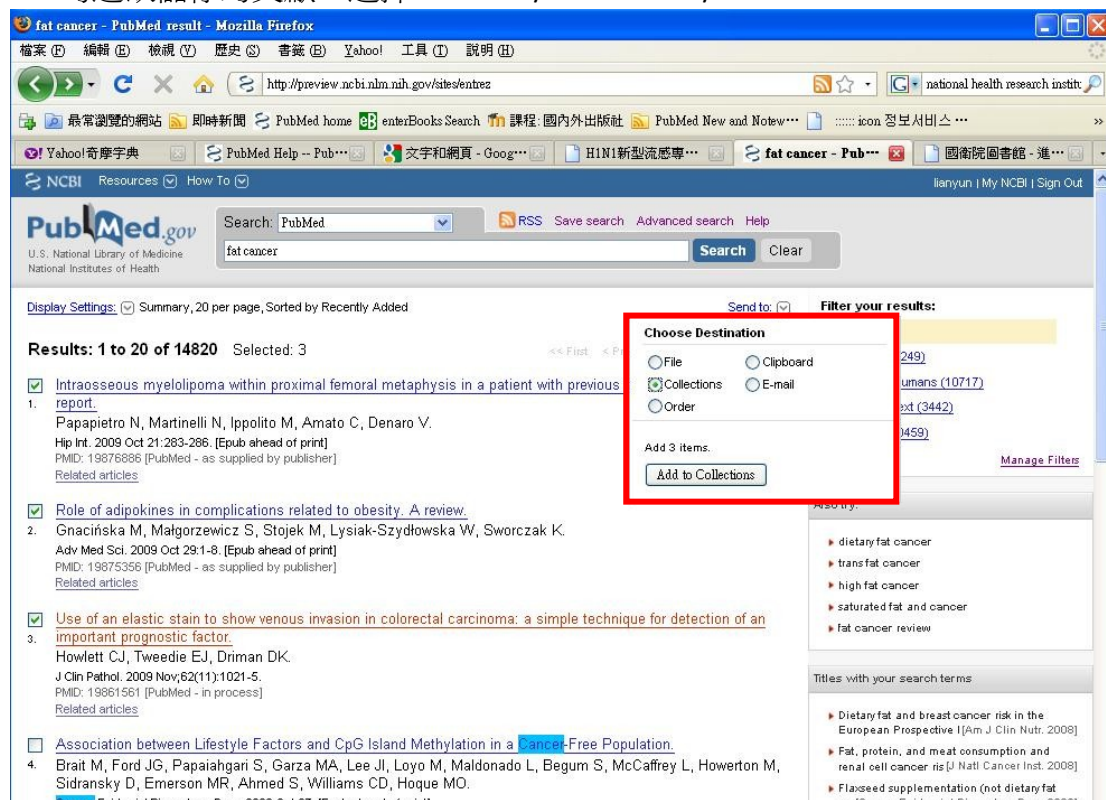 fat cancer - PubMed result - Mozilla Firefox
檔案(F) 編輯(E) 檢視(V) 歷史(S) 書籤(B) Yahoo! 工具(T) 說明(H)
http://preview.ncbi.nlm.nih.gov/sites/entrez
national health research institu
最常瀏覽的網站 即時新聞 PubMed home enterBooks Search 課程: 國內外出版社 PubMed New and Notew··· :::::: icon 정보서비스 ··· »
Yahoo!奇摩字典 PubMed Help -- Pub··· 文字和網頁 - Goog··· H1N1新型流感專··· fat cancer - Pub··· 國衛院圖書館 - 進···
NCBI Resources How To lianyun | My NCBI | Sign Out
PubMed.gov
U.S. National Library of Medicine
National Institutes of Health
Search: PubMed
RSS Save search Advanced search Help
fat cancer
Search Clear
Display Settings: Summary, 20 per page, Sorted by Recently Added Send to: Filter your results:
Results: 1 to 20 of 14820 Selected: 3 << First < P
Choose Destination
File Clipboard
Collections E-mail
Order
Add 3 items.
Add to Collections
249)
umans (10717)
ext (3442)
0459)
Manage Filters
1. Intraosseous myelolipoma within proximal femoral metaphysis in a patient with previous
report.
Papapietro N, Martinelli N, Ippolito M, Amato C, Denaro V.
Hip Int. 2009 Oct 21:283-286. [Epub ahead of print]
PMID: 19876886 [PubMed - as supplied by publisher]
Related articles
2. Role of adipokines in complications related to obesity. A review.
Gnacińska M, Małgorzewicz S, Stojek M, Lysiak-Szydłowska W, Sworczak K.
Adv Med Sci. 2009 Oct 29:1-8. [Epub ahead of print]
PMID: 19875356 [PubMed - as supplied by publisher]
Related articles
3. Use of an elastic stain to show venous invasion in colorectal carcinoma: a simple technique for detection of an
important prognostic factor.
Howlett CJ, Tweedie EJ, Driman DK.
J Clin Pathol. 2009 Nov;62(11):1021-5.
PMID: 19861561 [PubMed - in process]
Related articles
4. Association between Lifestyle Factors and CpG Island Methylation in a Cancer-Free Population.
Brait M, Ford JG, Papaiahgari S, Garza MA, Lee JI, Loyo M, Maldonado L, Begum S, McCaffrey L, Howerton M,
Sidransky D, Emerson MR, Ahmed S, Williams CD, Hoque MO.
Also try:
dietary fat cancer
trans fat cancer
high fat cancer
saturated fat and cancer
fat cancer review
Titles with your search terms
Dietary fat and breast cancer risk in the
European Prospective I [Am J Clin Nutr. 2008]
Fat, protein, and meat consumption and
renal cell cancer ris [J Natl Cancer Inst. 2008]
Flaxseed supplementation (not dietary fat